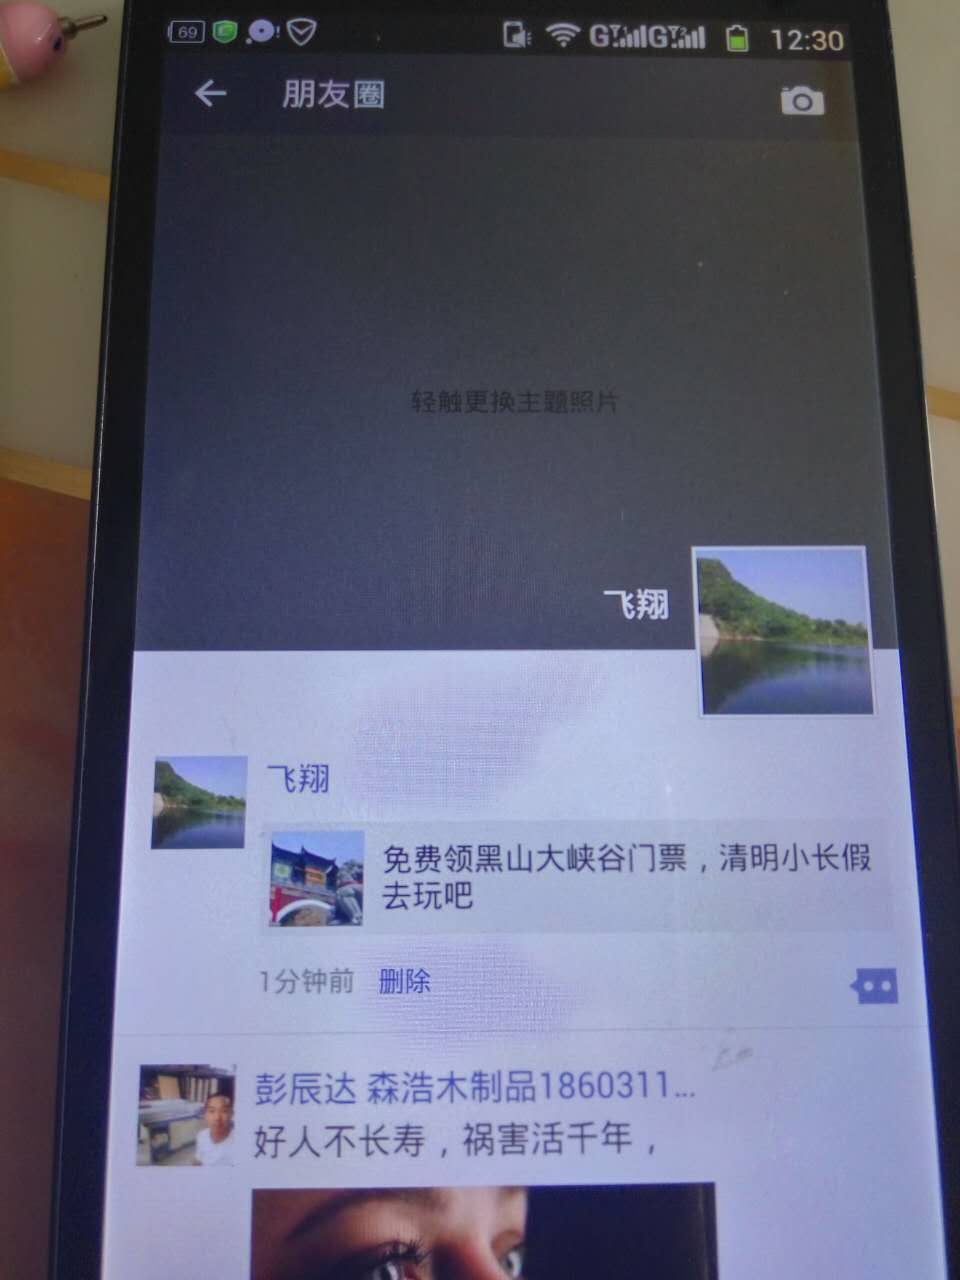 69
G G 12:30
朋友圈
轻触更换主题照片
飞翔
飞翔
免费领黑山大峡谷门票，清明小长假
去玩吧
1分钟前 删除
彭辰达 森浩木制品1860311...
好人不长寿，祸害活千年，